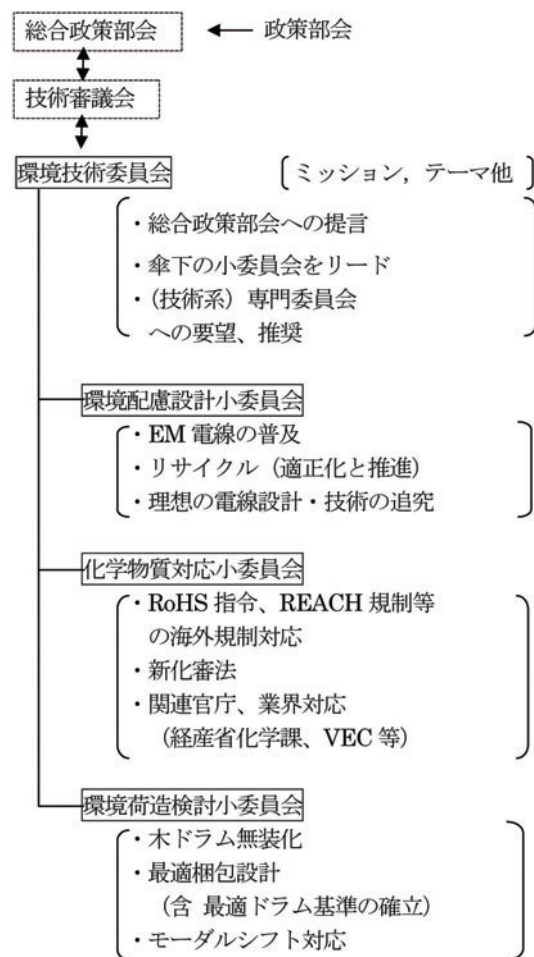 総合政策部会 政策部会
技術審議会
環境技術委員会 〔ミッション，テーマ他〕
・総合政策部会への提言
・傘下の小委員会をリード
・（技術系）専門委員会
への要望、推奨
環境配慮設計小委員会
・EM 電線の普及
・リサイクル（適正化と推進）
・理想の電線設計・技術の追究
化学物質対応小委員会
・RoHS 指令、REACH 規制等
の海外規制対応
・新化審法
・関連官庁、業界対応
（経産省化学課、VEC 等）
環境荷造検討小委員会
・木ドラム無装化
・最適梱包設計
（含 最適ドラム基準の確立）
・モーダルシフト対応